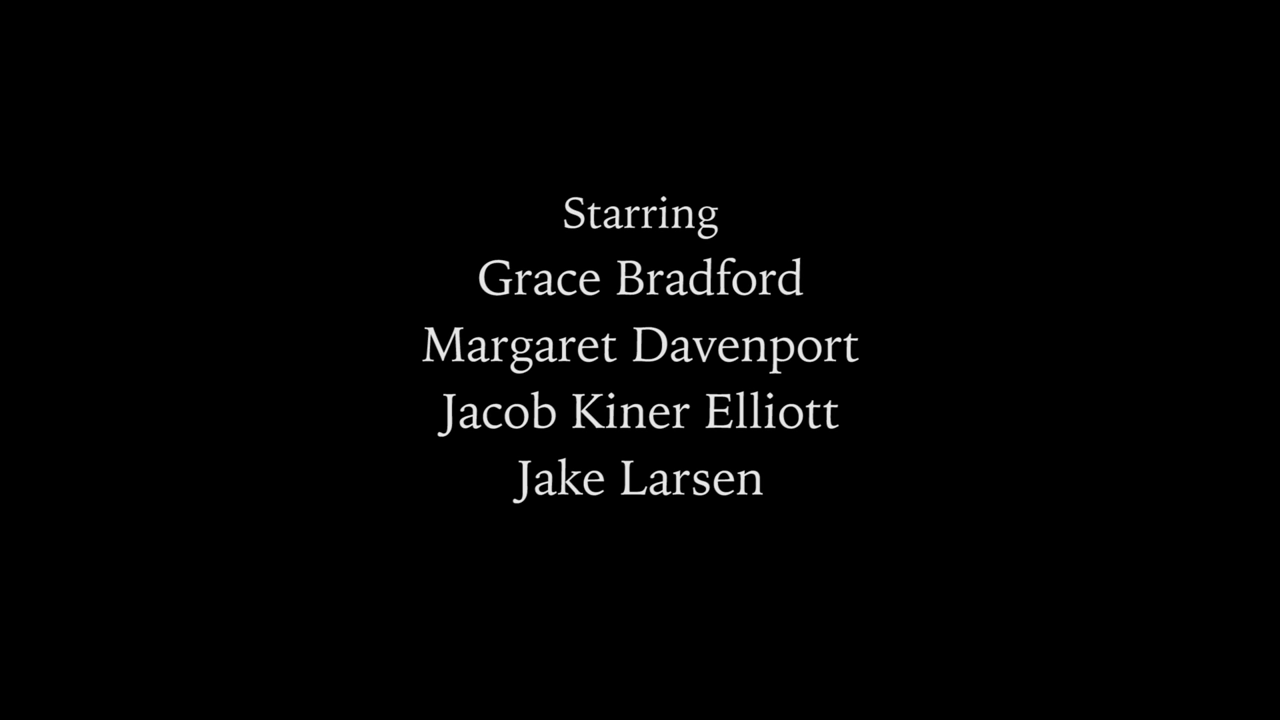 Starring
Grace Bradford
Margaret Davenport
Jacob Kiner Elliott
Jake Larsen